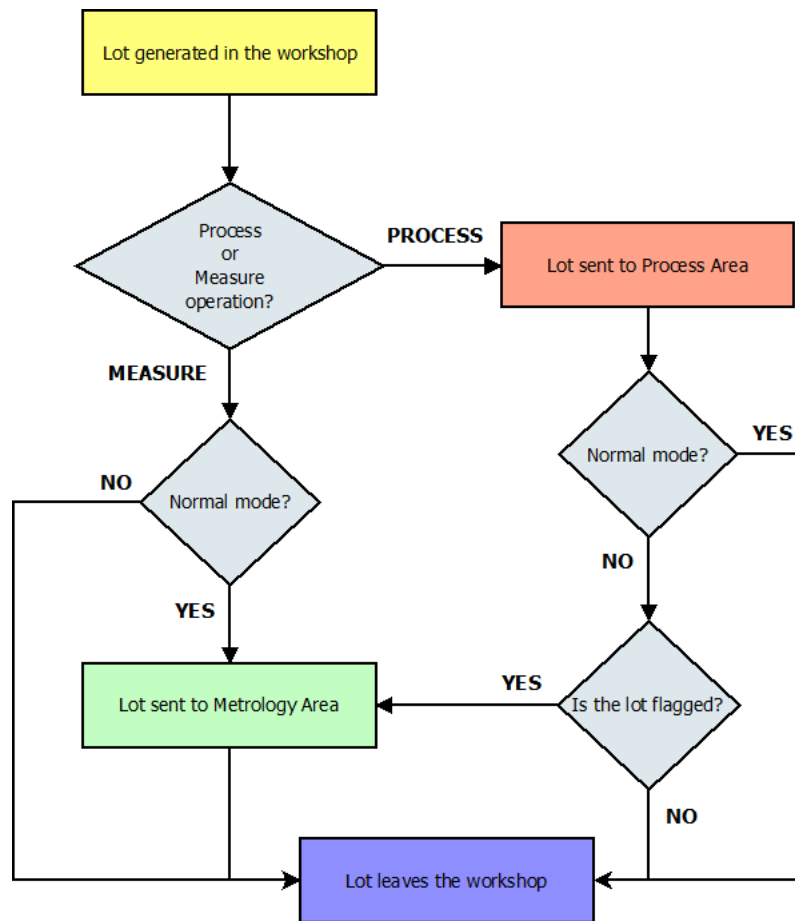 Lot generated in the workshop
Process
or
Measure
operation?
PROCESS
Lot sent to Process Area
MEASURE
Normal mode?
YES
NO
Normal mode?
NO
YES
Lot sent to Metrology Area
YES
Is the lot flagged?
NO
Lot leaves the workshop